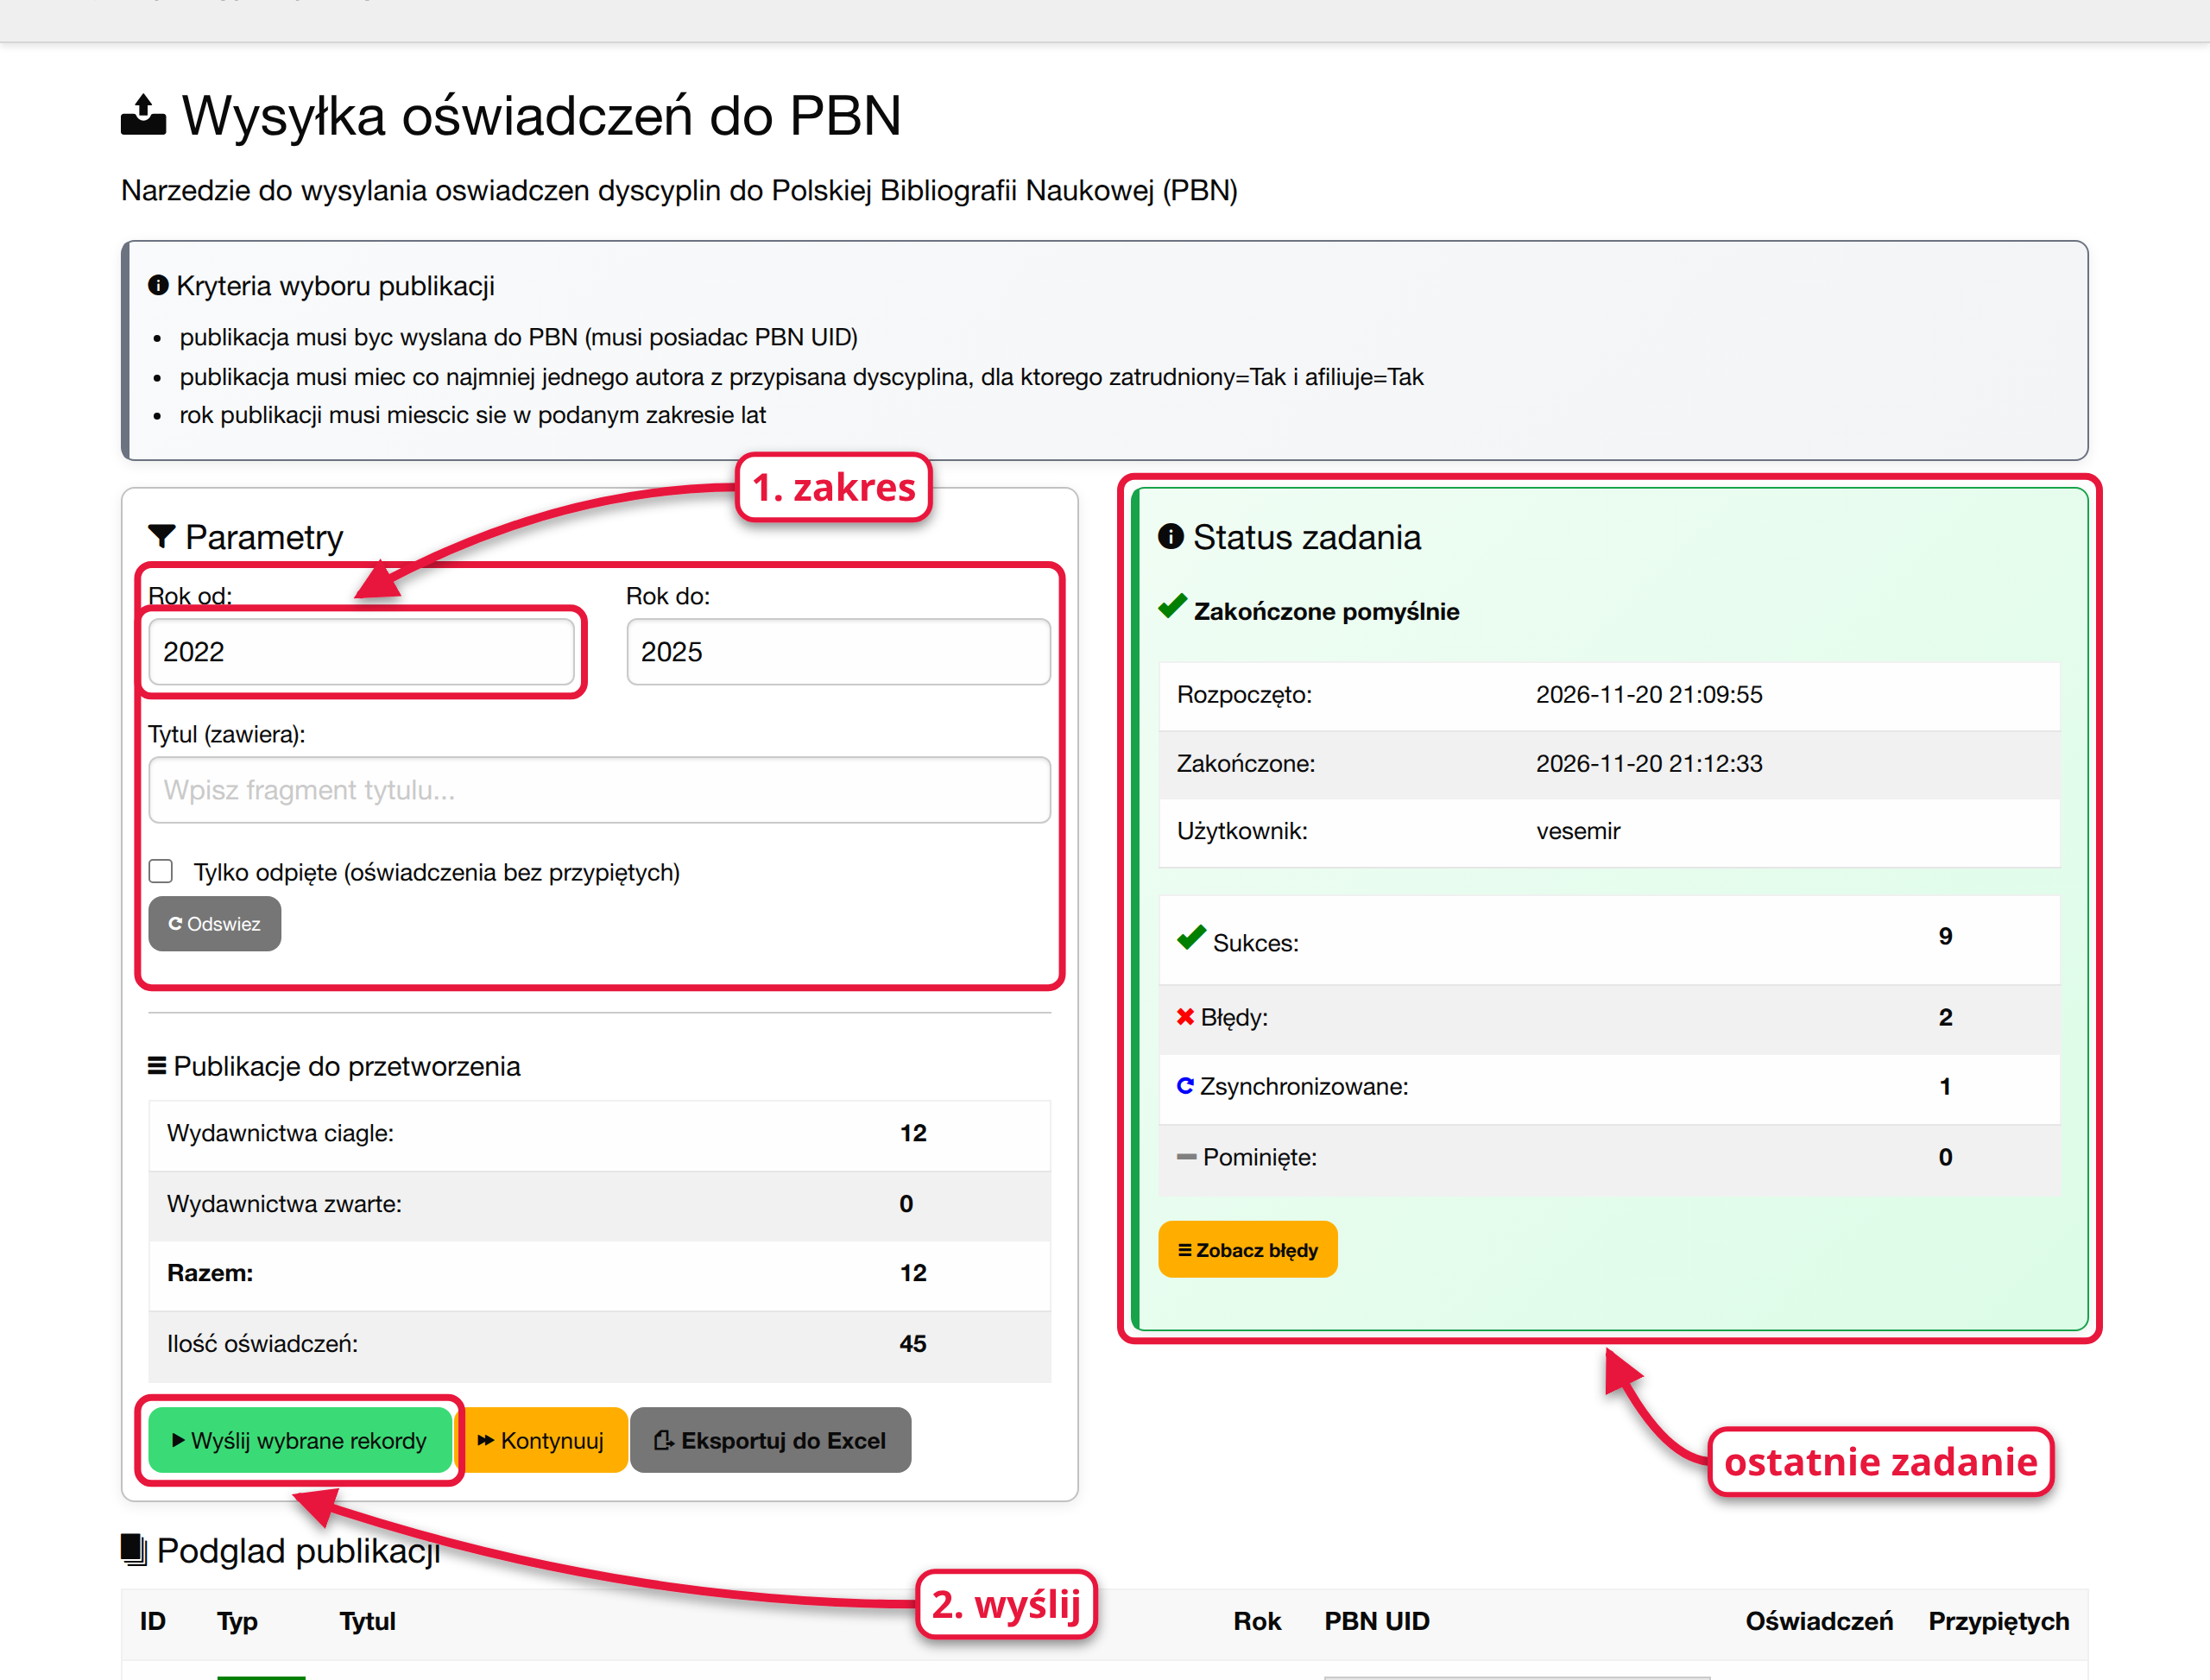 Wysyłka oświadczeń do PBN
Narzedzie do wysylania oswiadczen dyscyplin do Polskiej Bibliografii Naukowej (PBN)
Kryteria wyboru publikacji
• publikacja musi byc wyslana do PBN (musi posiadac PBN UID)
• publikacja musi miec co najmniej jednego autora z przypisana dyscyplina, dla ktorego zatrudniony=Tak i afiliuje=Tak
• rok publikacji musi miescic sie w podanym zakresie lat
1. zakres
Parametry
Rok od: Rok do:
2022 2025
Tytul (zawiera):
Wpisz fragment tytulu...
Tylko odpięte (oświadczenia bez przypiętych)
Odswiez
Publikacje do przetworzenia
Wydawnictwa ciagle: 12
Wydawnictwa zwarte: 0
Razem: 12
Ilość oświadczeń: 45
Wyślij wybrane rekordy Kontynuuj Eksportuj do Excel
Status zadania
Zakończone pomyślnie
Rozpoczęto: 2026-11-20 21:09:55
Zakończone: 2026-11-20 21:12:33
Użytkownik: vesemir
Sukces: 9
Błędy: 2
Zsynchronizowane: 1
Pominięte: 0
Zobacz błędy
ostatnie zadanie
Podglad publikacji
2. wyślij
ID Typ Tytul Rok PBN UID Oświadczeń Przypiętych